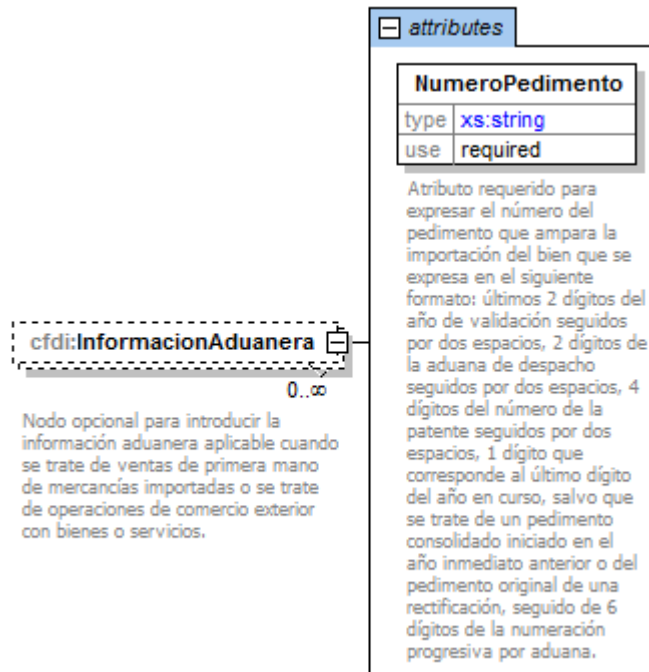 attributes
NumeroPedimento
type xs:string
use required
Atributo requerido para
expresar el número del
pedimento que ampara la
importación del bien que se
expresa en el siguiente
formato: últimos 2 dígitos del
año de validación seguidos
por dos espacios, 2 dígitos de
la aduana de despacho
seguidos por dos espacios, 4
dígitos del número de la
patente seguidos por dos
espacios, 1 dígito que
corresponde al último dígito
del año en curso, salvo que
se trate de un pedimento
consolidado iniciado en el
año inmediato anterior o del
pedimento original de una
rectificación, seguido de 6
dígitos de la numeración
progresiva por aduana.
cfdi:InformacionAduanera
0..∞
Nodo opcional para introducir la
información aduanera aplicable cuando
se trate de ventas de primera mano
de mercancías importadas o se trate
de operaciones de comercio exterior
con bienes o servicios.